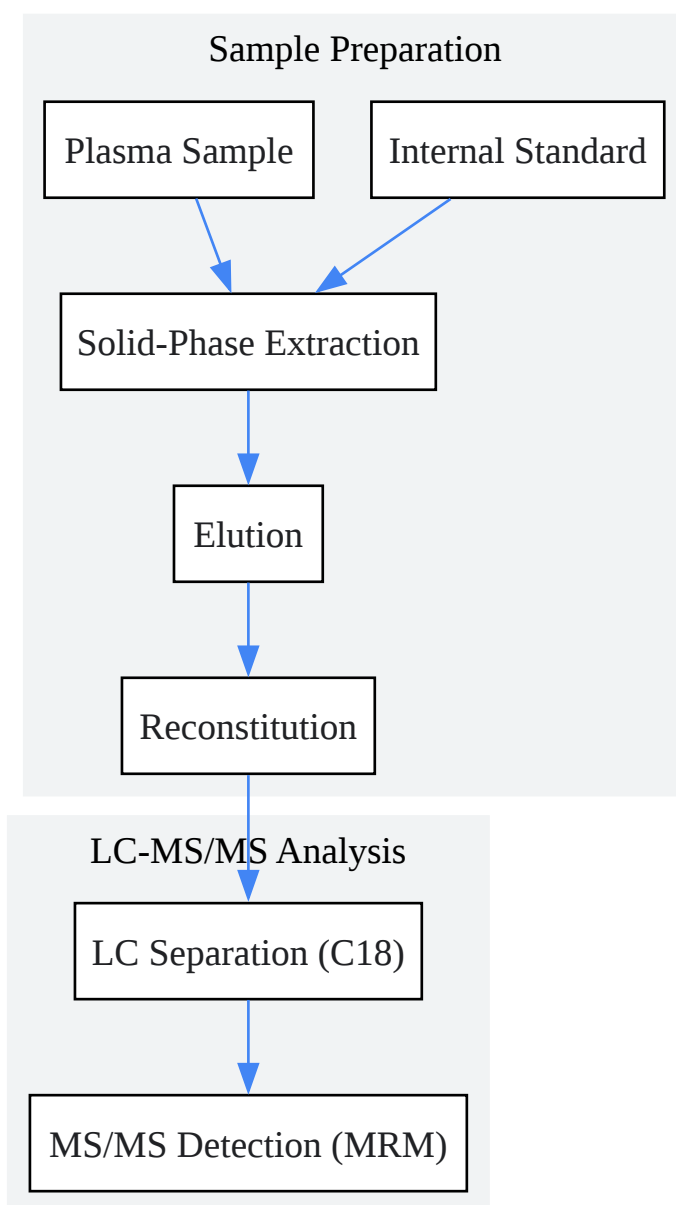 Sample Preparation
Plasma Sample
Internal Standard
Solid-Phase Extraction
Elution
Reconstitution
LC-MS/MS Analysis
LC Separation (C18)
MS/MS Detection (MRM)